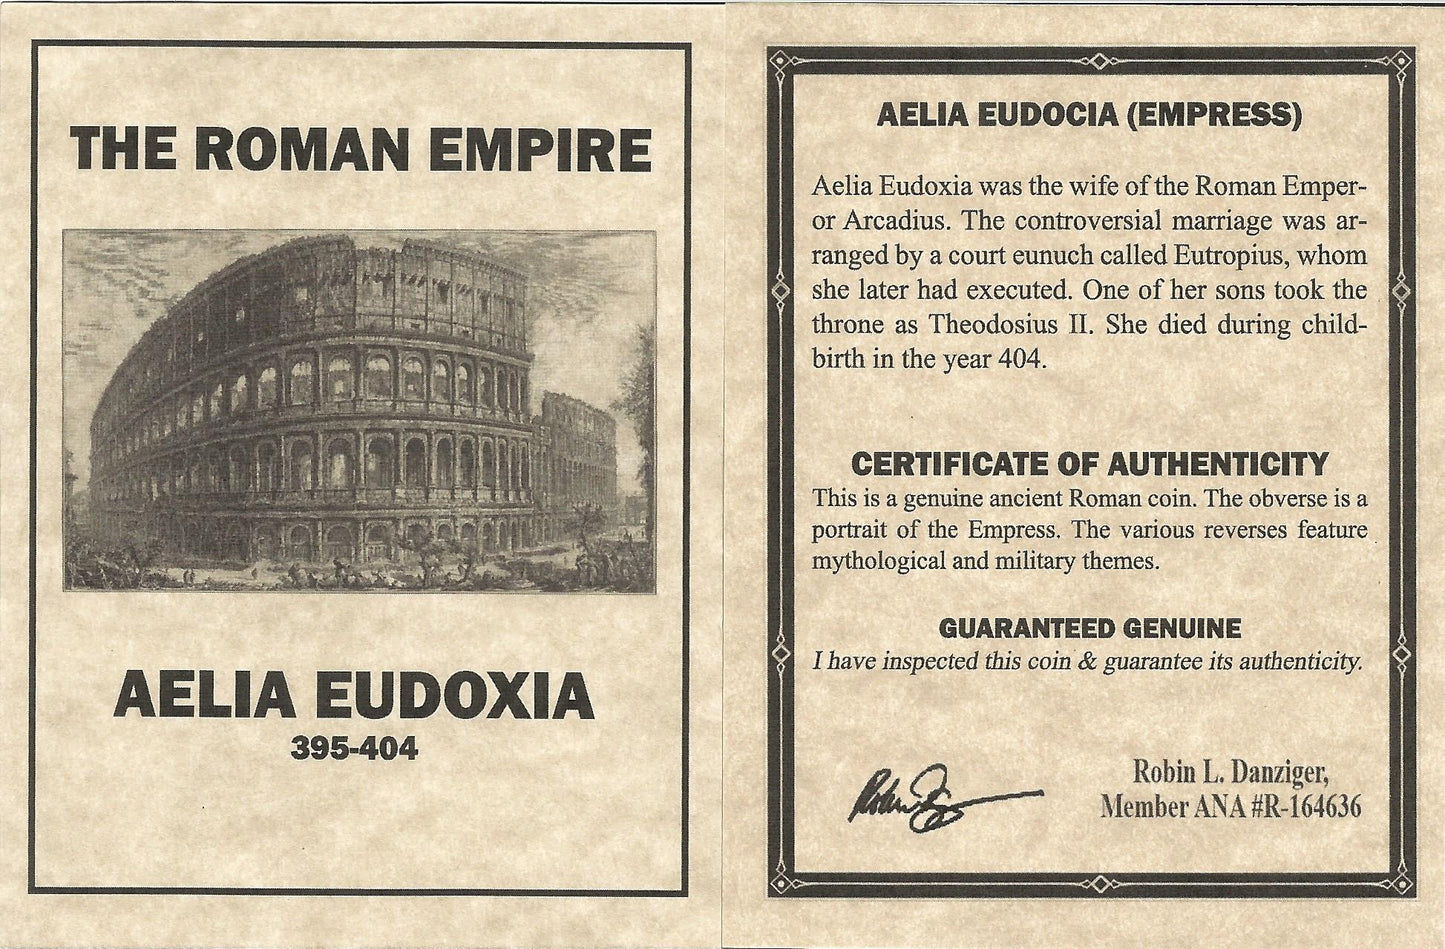 THE ROMAN EMPIRE
AELIA EUDOXIA
395-404
AELIA EUDOCIA (EMPRESS)
Aelia Eudoxia was the wife of the Roman Emper-
or Arcadius. The controversial marriage was ar-
ranged by a court eunuch called Eutropius, whom
she later had executed. One of her sons took the
throne as Theodosius II. She died during child-
birth in the year 404.
CERTIFICATE OF AUTHENTICITY
This is a genuine ancient Roman coin. The obverse is a
portrait of the Empress. The various reverses feature
mythological and military themes.
GUARANTEED GENUINE
I have inspected this coin & guarantee its authenticity.
Robin L. Danziger,
Member ANA #R-164636